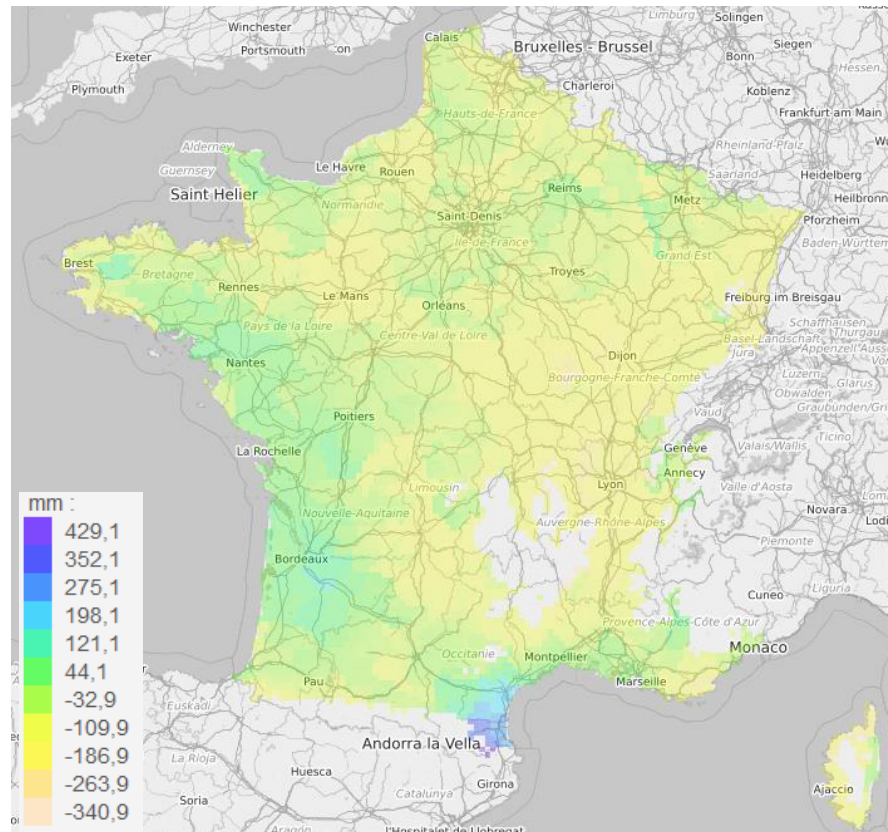 Winchester
Limburg
Solingen
Calais
Bruxelles - Brussel
Siegen
Exeter
Portsmouth
Bonn
Hessen
Plymouth
Charleroi
Koblenz
Hauts-de-France
Frankfurt am Main
Alderney
Rheinland-Pfalz
Guernsey
Le Havre
Rouen
Reims
Saarland
Heidelberg
Saint Helier
Metz
Heilbronn
Normandie
Saint-Denis
Pforzheim
Île-de-France
Brest
Grand Est
Bretagne
Troyes
Rennes
Le Mans
Orléans
Freiburg im Breisgau
Pays de la Loire
Centre-Val de Loire
Schaffhausen
Basel-Landschaft
Thurgau
Nantes
Dijon
Jura
Appenzell Ausser
Luzern
Glarus
Bourgogne-Franche-Comté
Obwalden
Graubünden/Gri
Poitiers
Vaud
La Rochelle
Genève
Valais/Wallis
Ticino
Annecy
Limousin
Lyon
Valle d'Aosta
mm :
Novara
Lodi
429,1
Nouvelle-Aquitaine
Auvergne-Rhône-Alpes
352,1
Piemonte
Bordeaux
275,1
Cuneo
198,1
Liguria
Provence-Alpes-Côte d'Azur
121,1
Occitanie
Montpellier
Monaco
44,1
Pau
Marseille
-32,9
Euskadi
-109,9
Andorra la Vella
-186,9
La Rioja
Huesca
Girona
-263,9
Catalunya
Ajaccio
-340,9
Soria
Aragón
l'Hospitalet de Llobregat